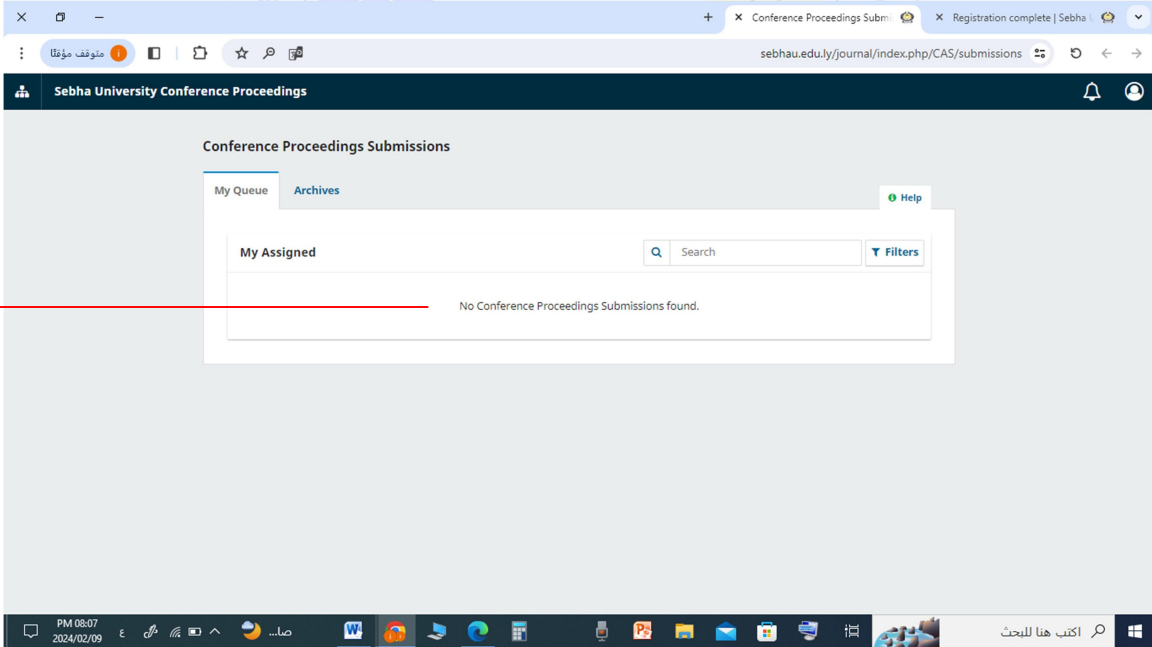 Conference Proceedings Submi
Registration complete | Sebha U
متوقف مؤقتًا
sebhau.edu.ly/journal/index.php/CAS/submissions
Sebha University Conference Proceedings
Conference Proceedings Submissions
My Queue
Archives
Help
My Assigned
Search
Filters
No Conference Proceedings Submissions found.
PM 08:07
2024/02/09
ع
صا...
اكتب هنا للبحث